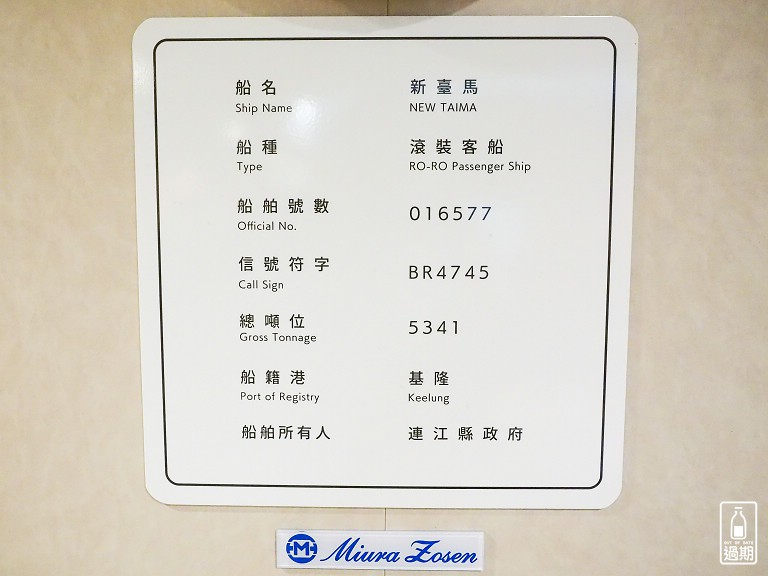 船名 新臺馬
Ship Name NEW TAIMA
船種 滾裝客船
Type RO-RO Passenger Ship
船舶號數 016577
Official No.
信號符字 BR4745
Call Sign
總噸位 5341
Gross Tonnage
船籍港 基隆
Port of Registry Keelung
船舶所有人 連江縣政府
M Miura Zosen
OUT OF DATE
過期